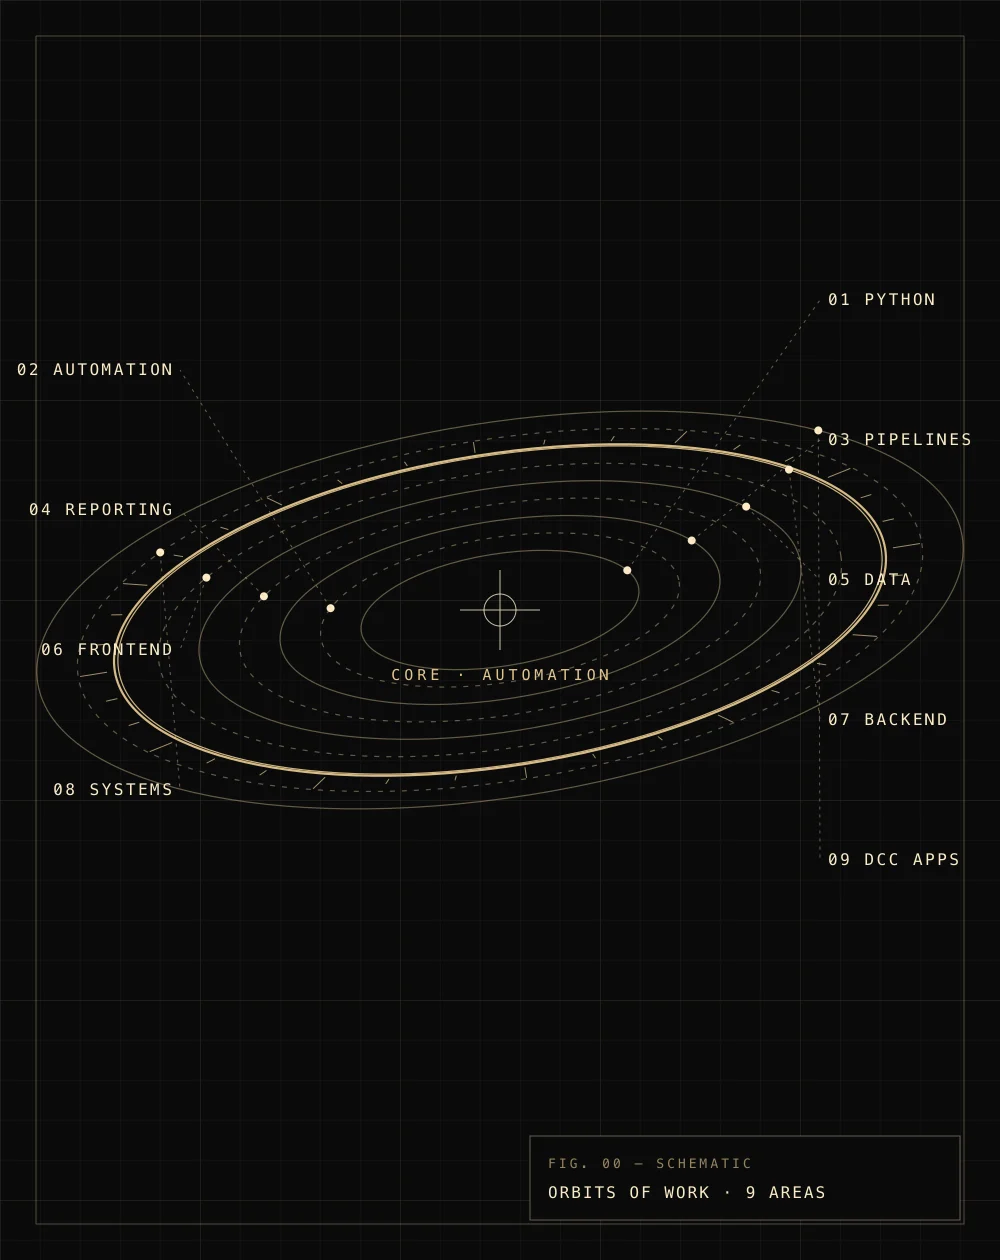 01 PYTHON
02 AUTOMATION
03 PIPELINES
04 REPORTING
05 DATA
06 FRONTEND
CORE · AUTOMATION
07 BACKEND
08 SYSTEMS
09 DCC APPS
FIG. 00 — SCHEMATIC
ORBITS OF WORK · 9 AREAS